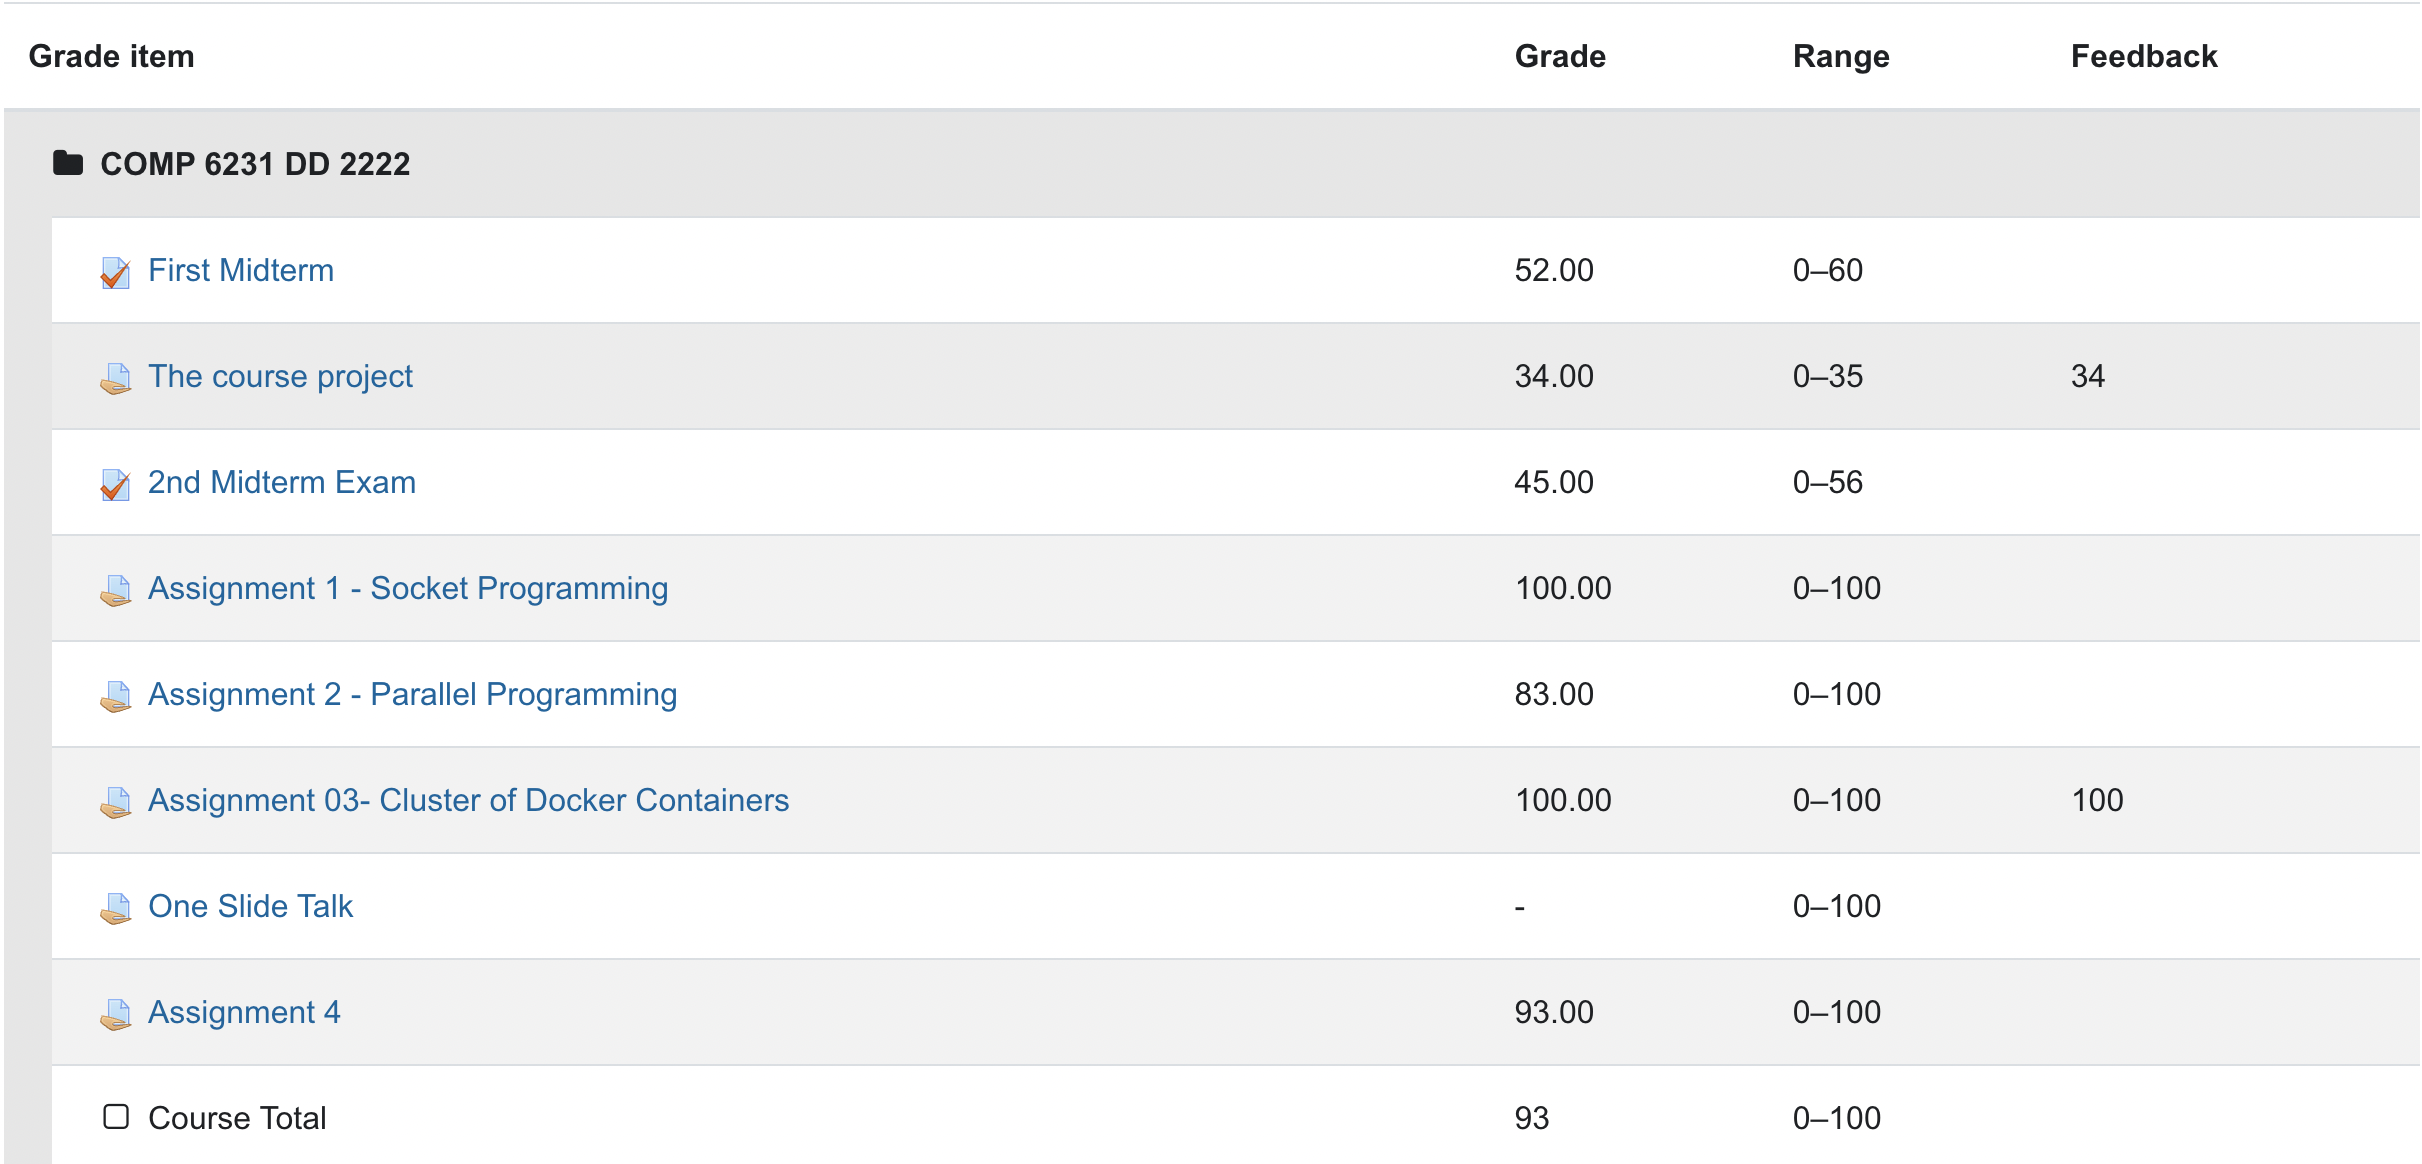 Grade item Grade Range Feedback
COMP 6231 DD 2222
First Midterm 52.00 0–60
The course project 34.00 0–35 34
2nd Midterm Exam 45.00 0–56
Assignment 1 - Socket Programming 100.00 0–100
Assignment 2 - Parallel Programming 83.00 0–100
Assignment 03- Cluster of Docker Containers 100.00 0–100 100
One Slide Talk - 0–100
Assignment 4 93.00 0–100
Course Total 93 0–100